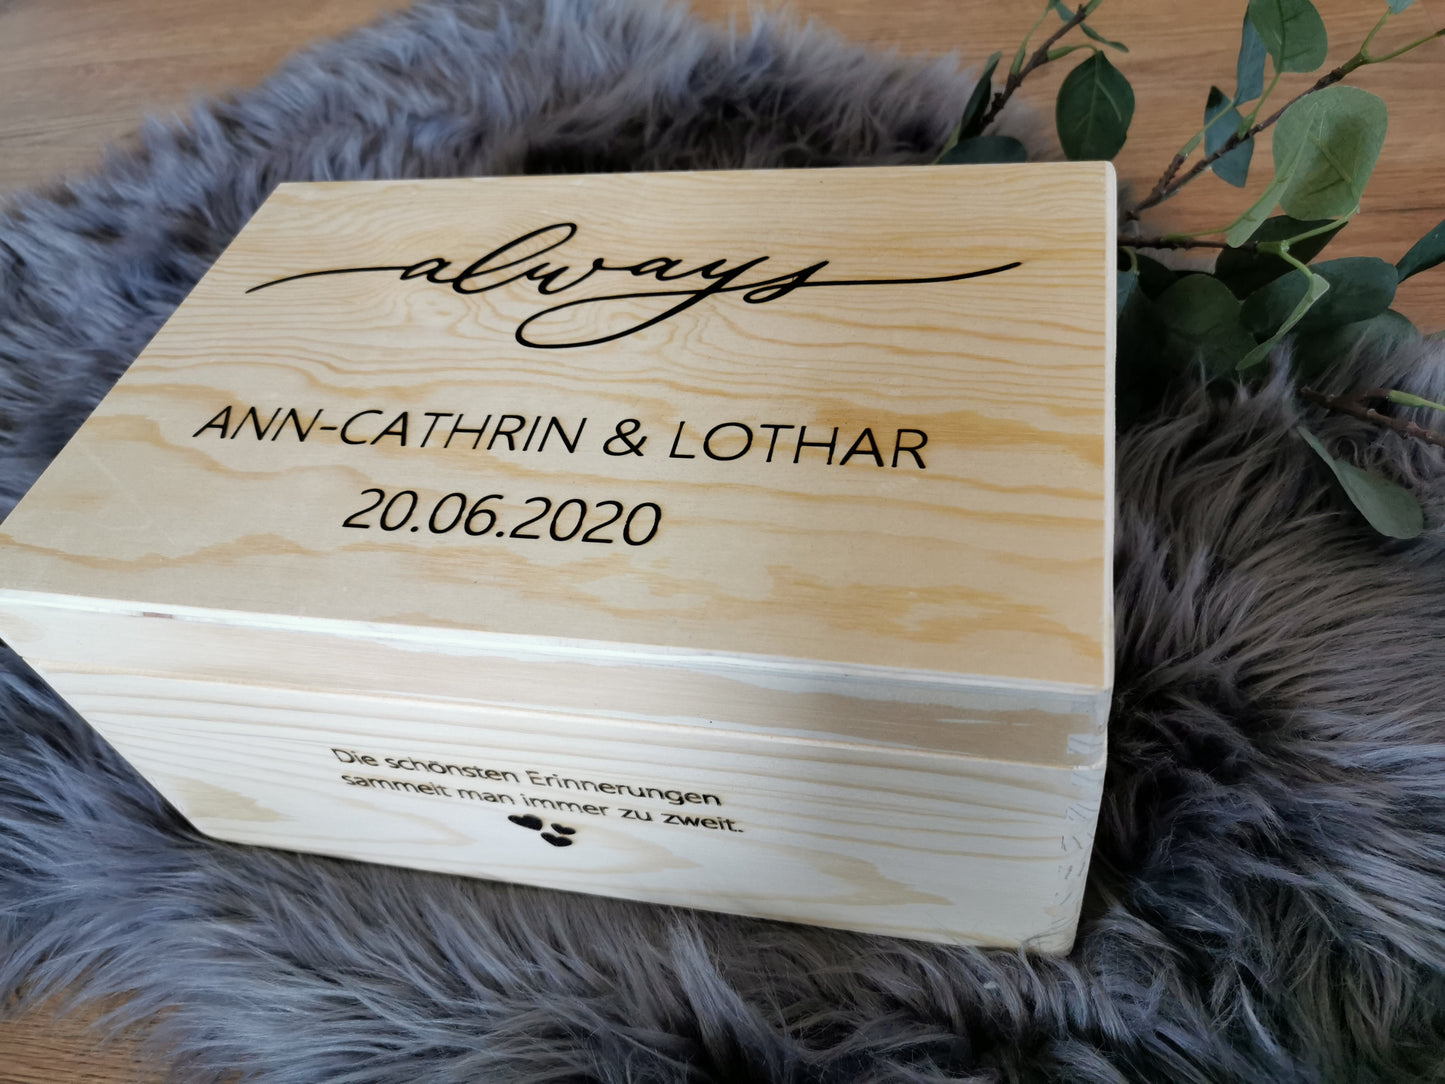 always
ANN-CATHRIN & LOTHAR
20.06.2020
Die schönsten Erinnerungen
sammelt man immer zu zweit.